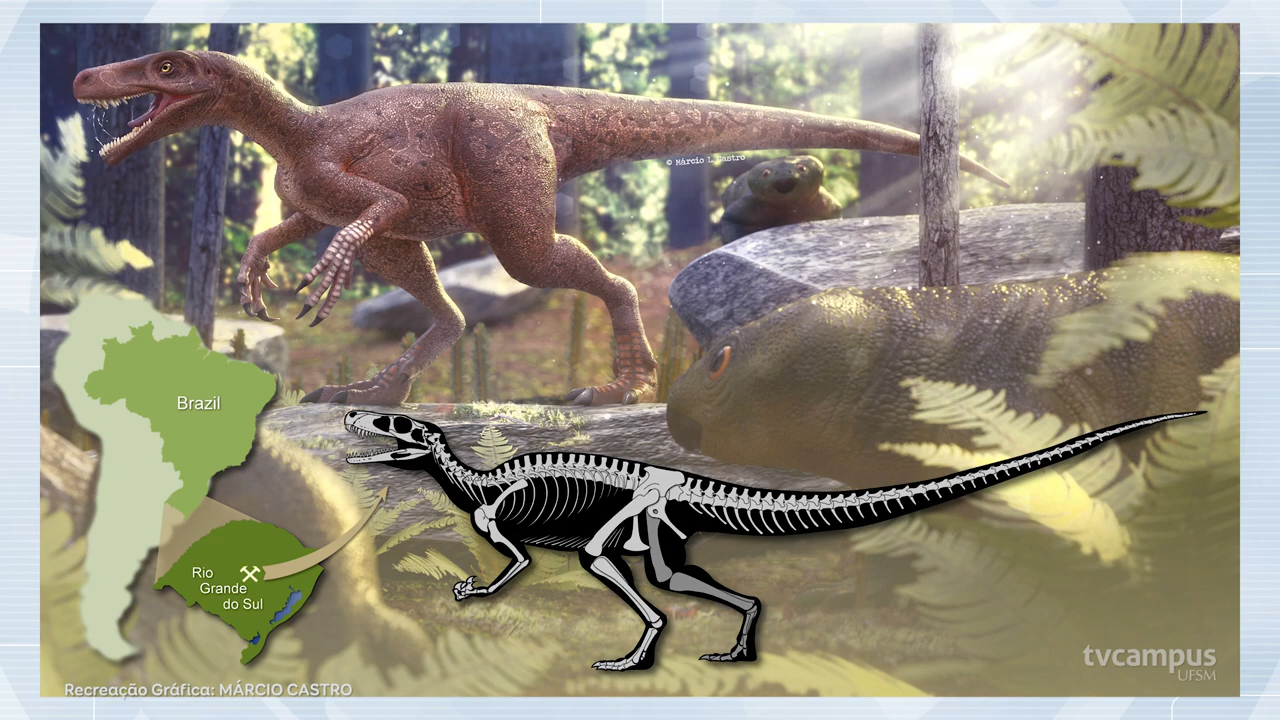 © Márcio L Castro
Brazil
Rio
Grande
do Sul
tvcampus
UFSM
Recreação Gráfica: MÁRCIO CASTRO